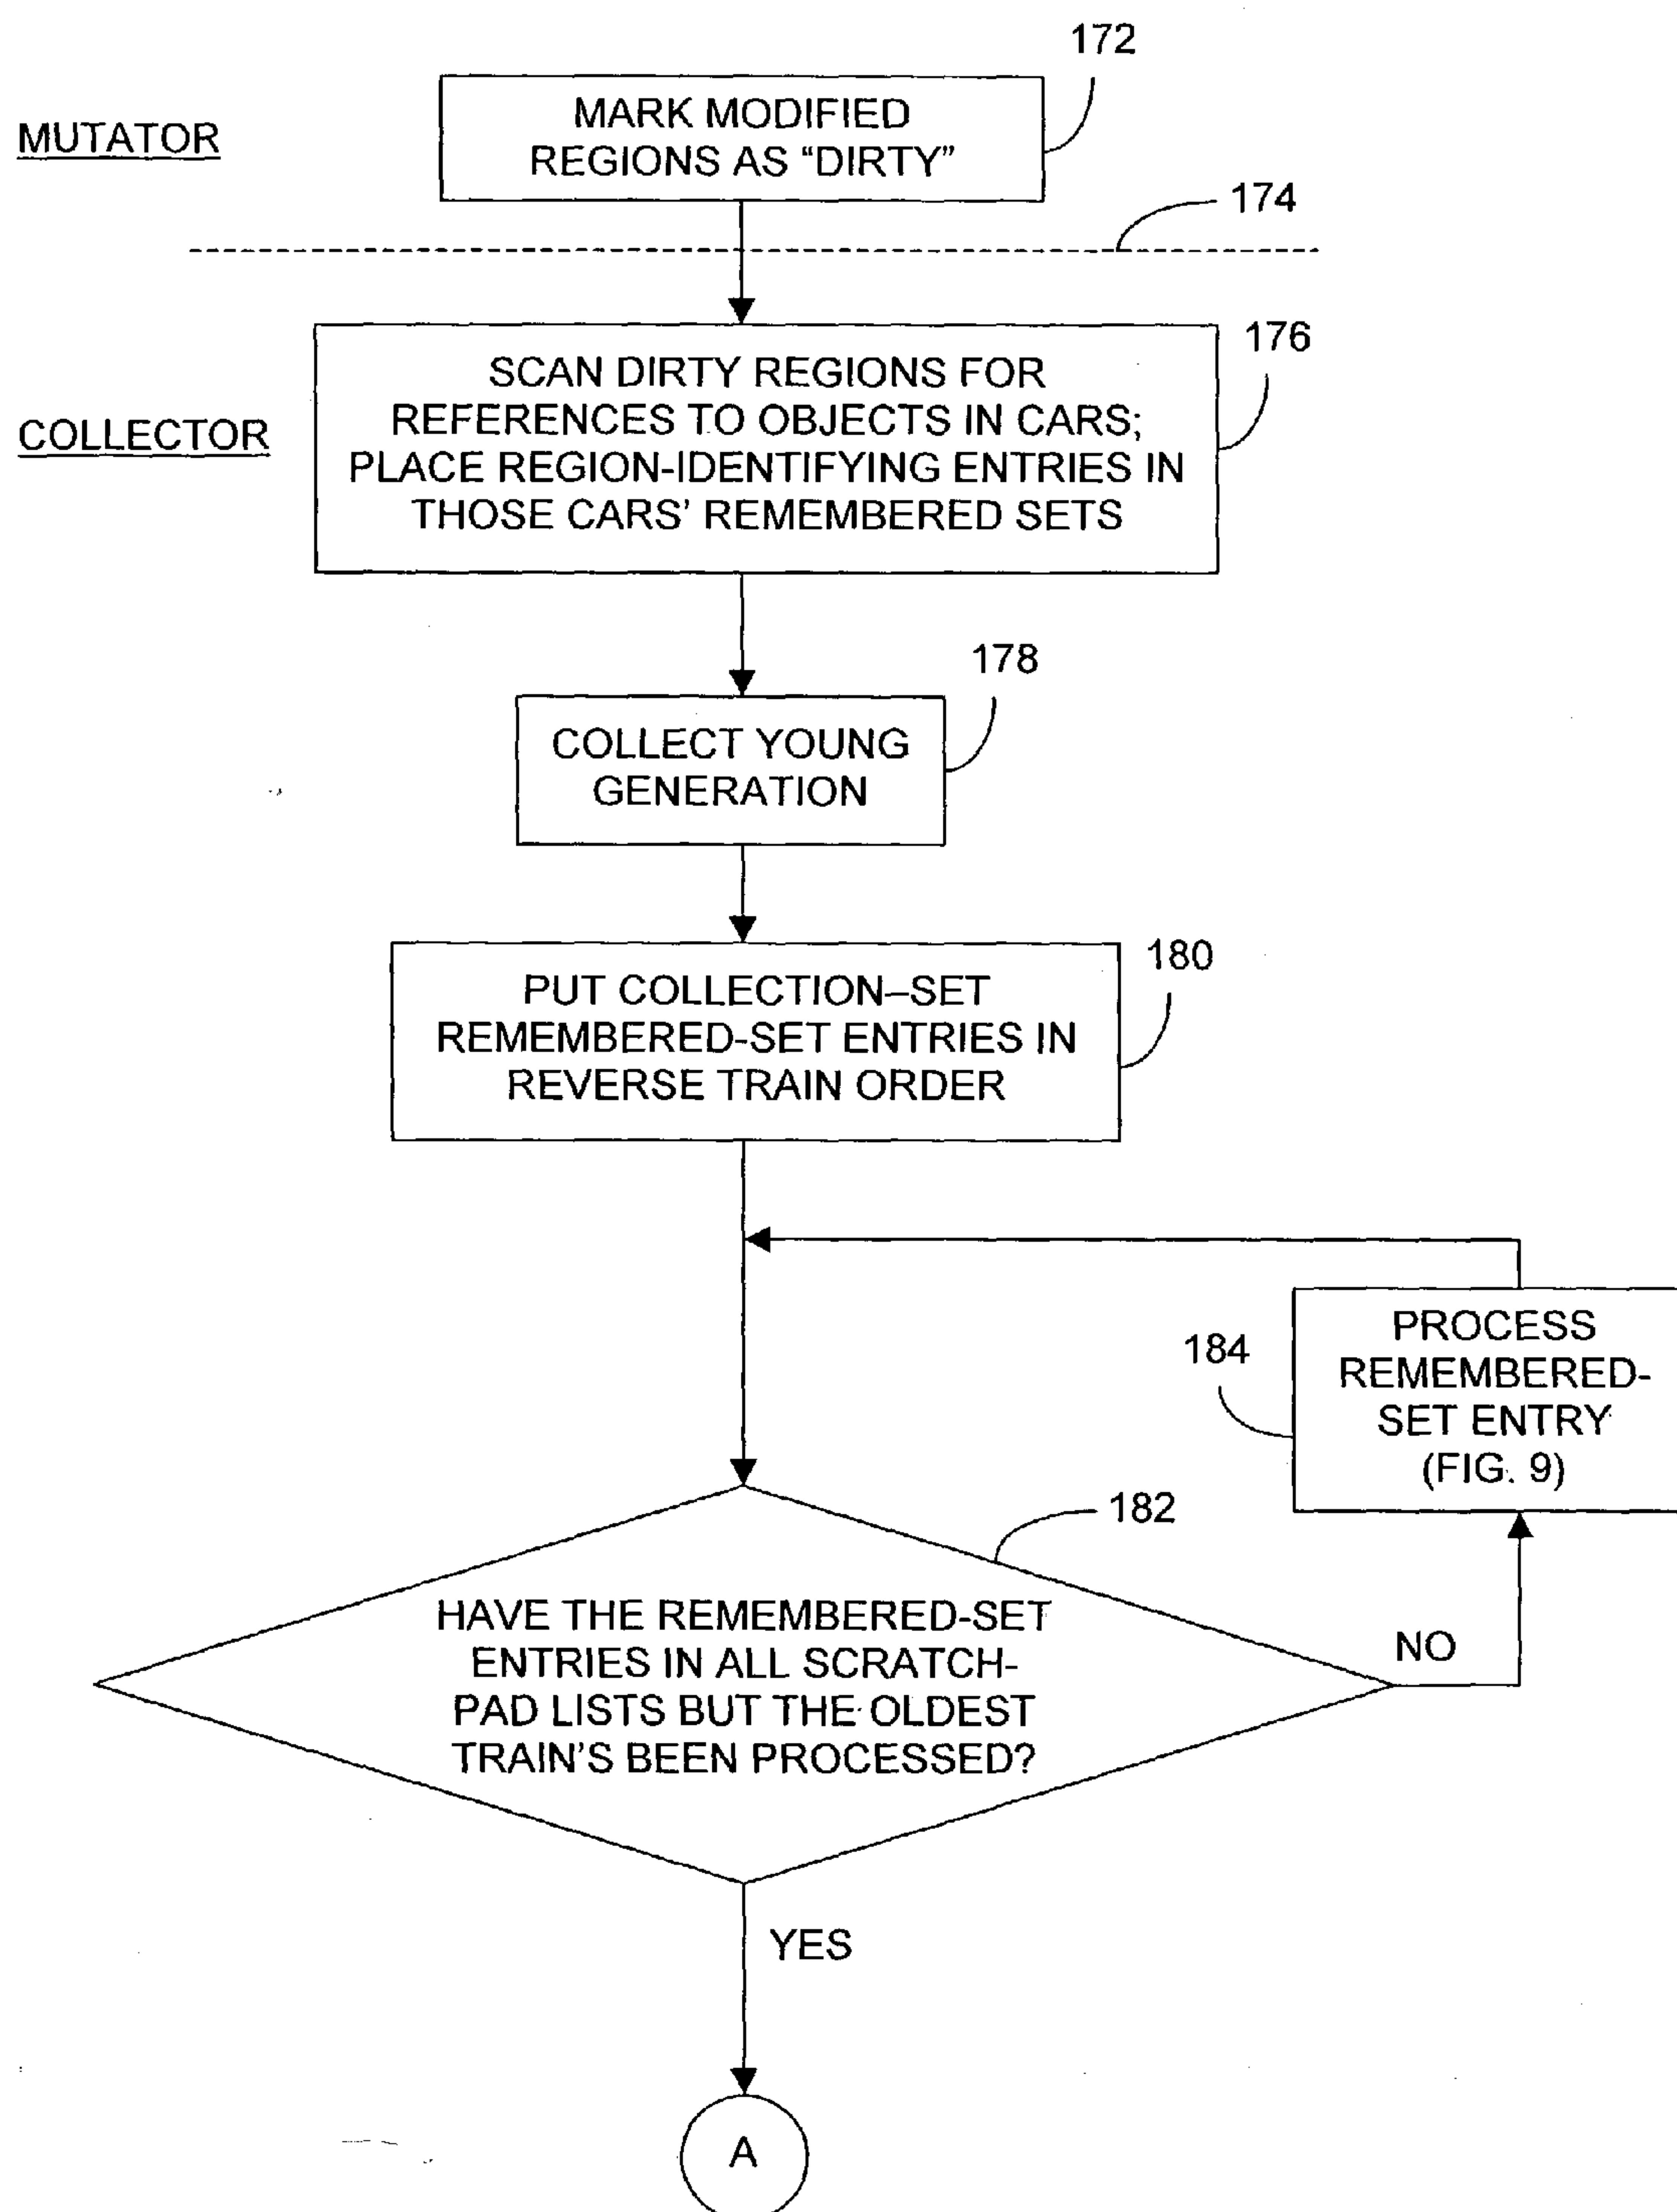 172
MUTATOR
MARK MODIFIED
REGIONS AS “DIRTY”
174
176
COLLECTOR
SCAN DIRTY REGIONS FOR
REFERENCES TO OBJECTS IN CARS;
PLACE REGION-IDENTIFYING ENTRIES IN
THOSE CARS’ REMEMBERED SETS
178
COLLECT YOUNG
GENERATION
180
PUT COLLECTION–SET
REMEMBERED-SET ENTRIES IN
REVERSE TRAIN ORDER
184
PROCESS
REMEMBERED-
SET ENTRY
(FIG. 9)
182
HAVE THE REMEMBERED-SET
ENTRIES IN ALL SCRATCH-
PAD LISTS BUT THE OLDEST
TRAIN’S BEEN PROCESSED?
NO
YES
A